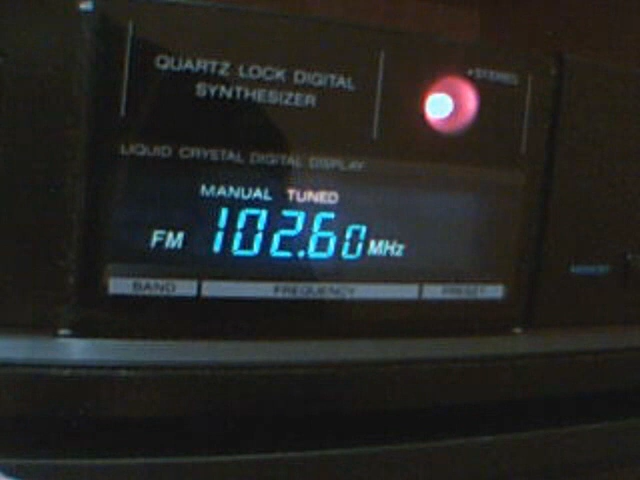 QUARTZ LOCK DIGITAL
SYNTHESIZER
STEREO
LIQUID CRYSTAL DIGITAL DISPLAY
MANUAL TUNED
FM 102.60 MHz
BAND FREQUENCY PRESET